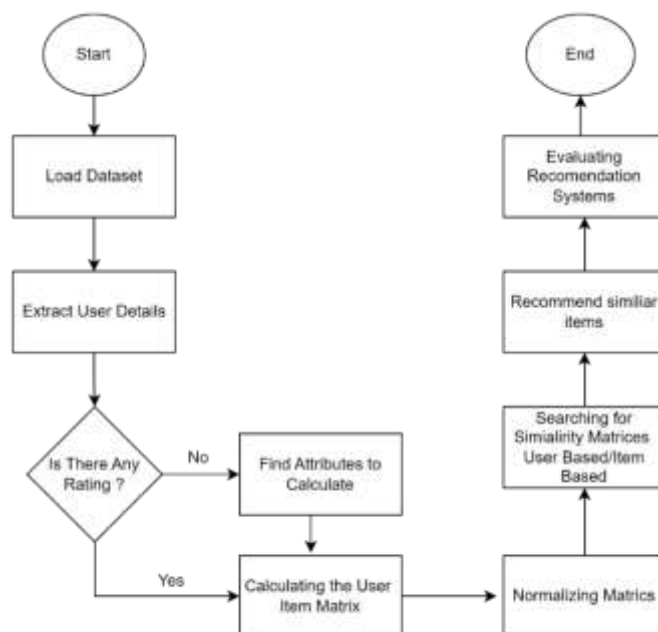 Start
Load Dataset
Extract User Details
Is There Any
Rating ?
No
Find Attributes to
Calculate
Yes
Calculating the User
Item Matrix
Normalizing Matrics
Searching for
Simialirity Matrices
User Based/Item
Based
Recommend similiar
items
Evaluating
Recomendation
Systems
End